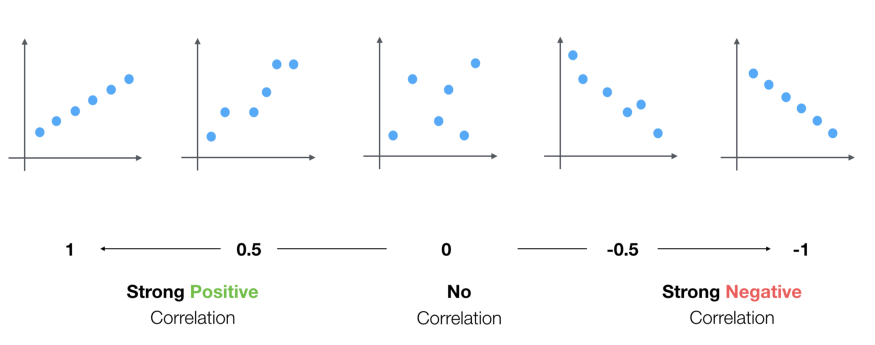 1 0.5 0 -0.5 -1
Strong Positive No Strong Negative
Correlation Correlation Correlation